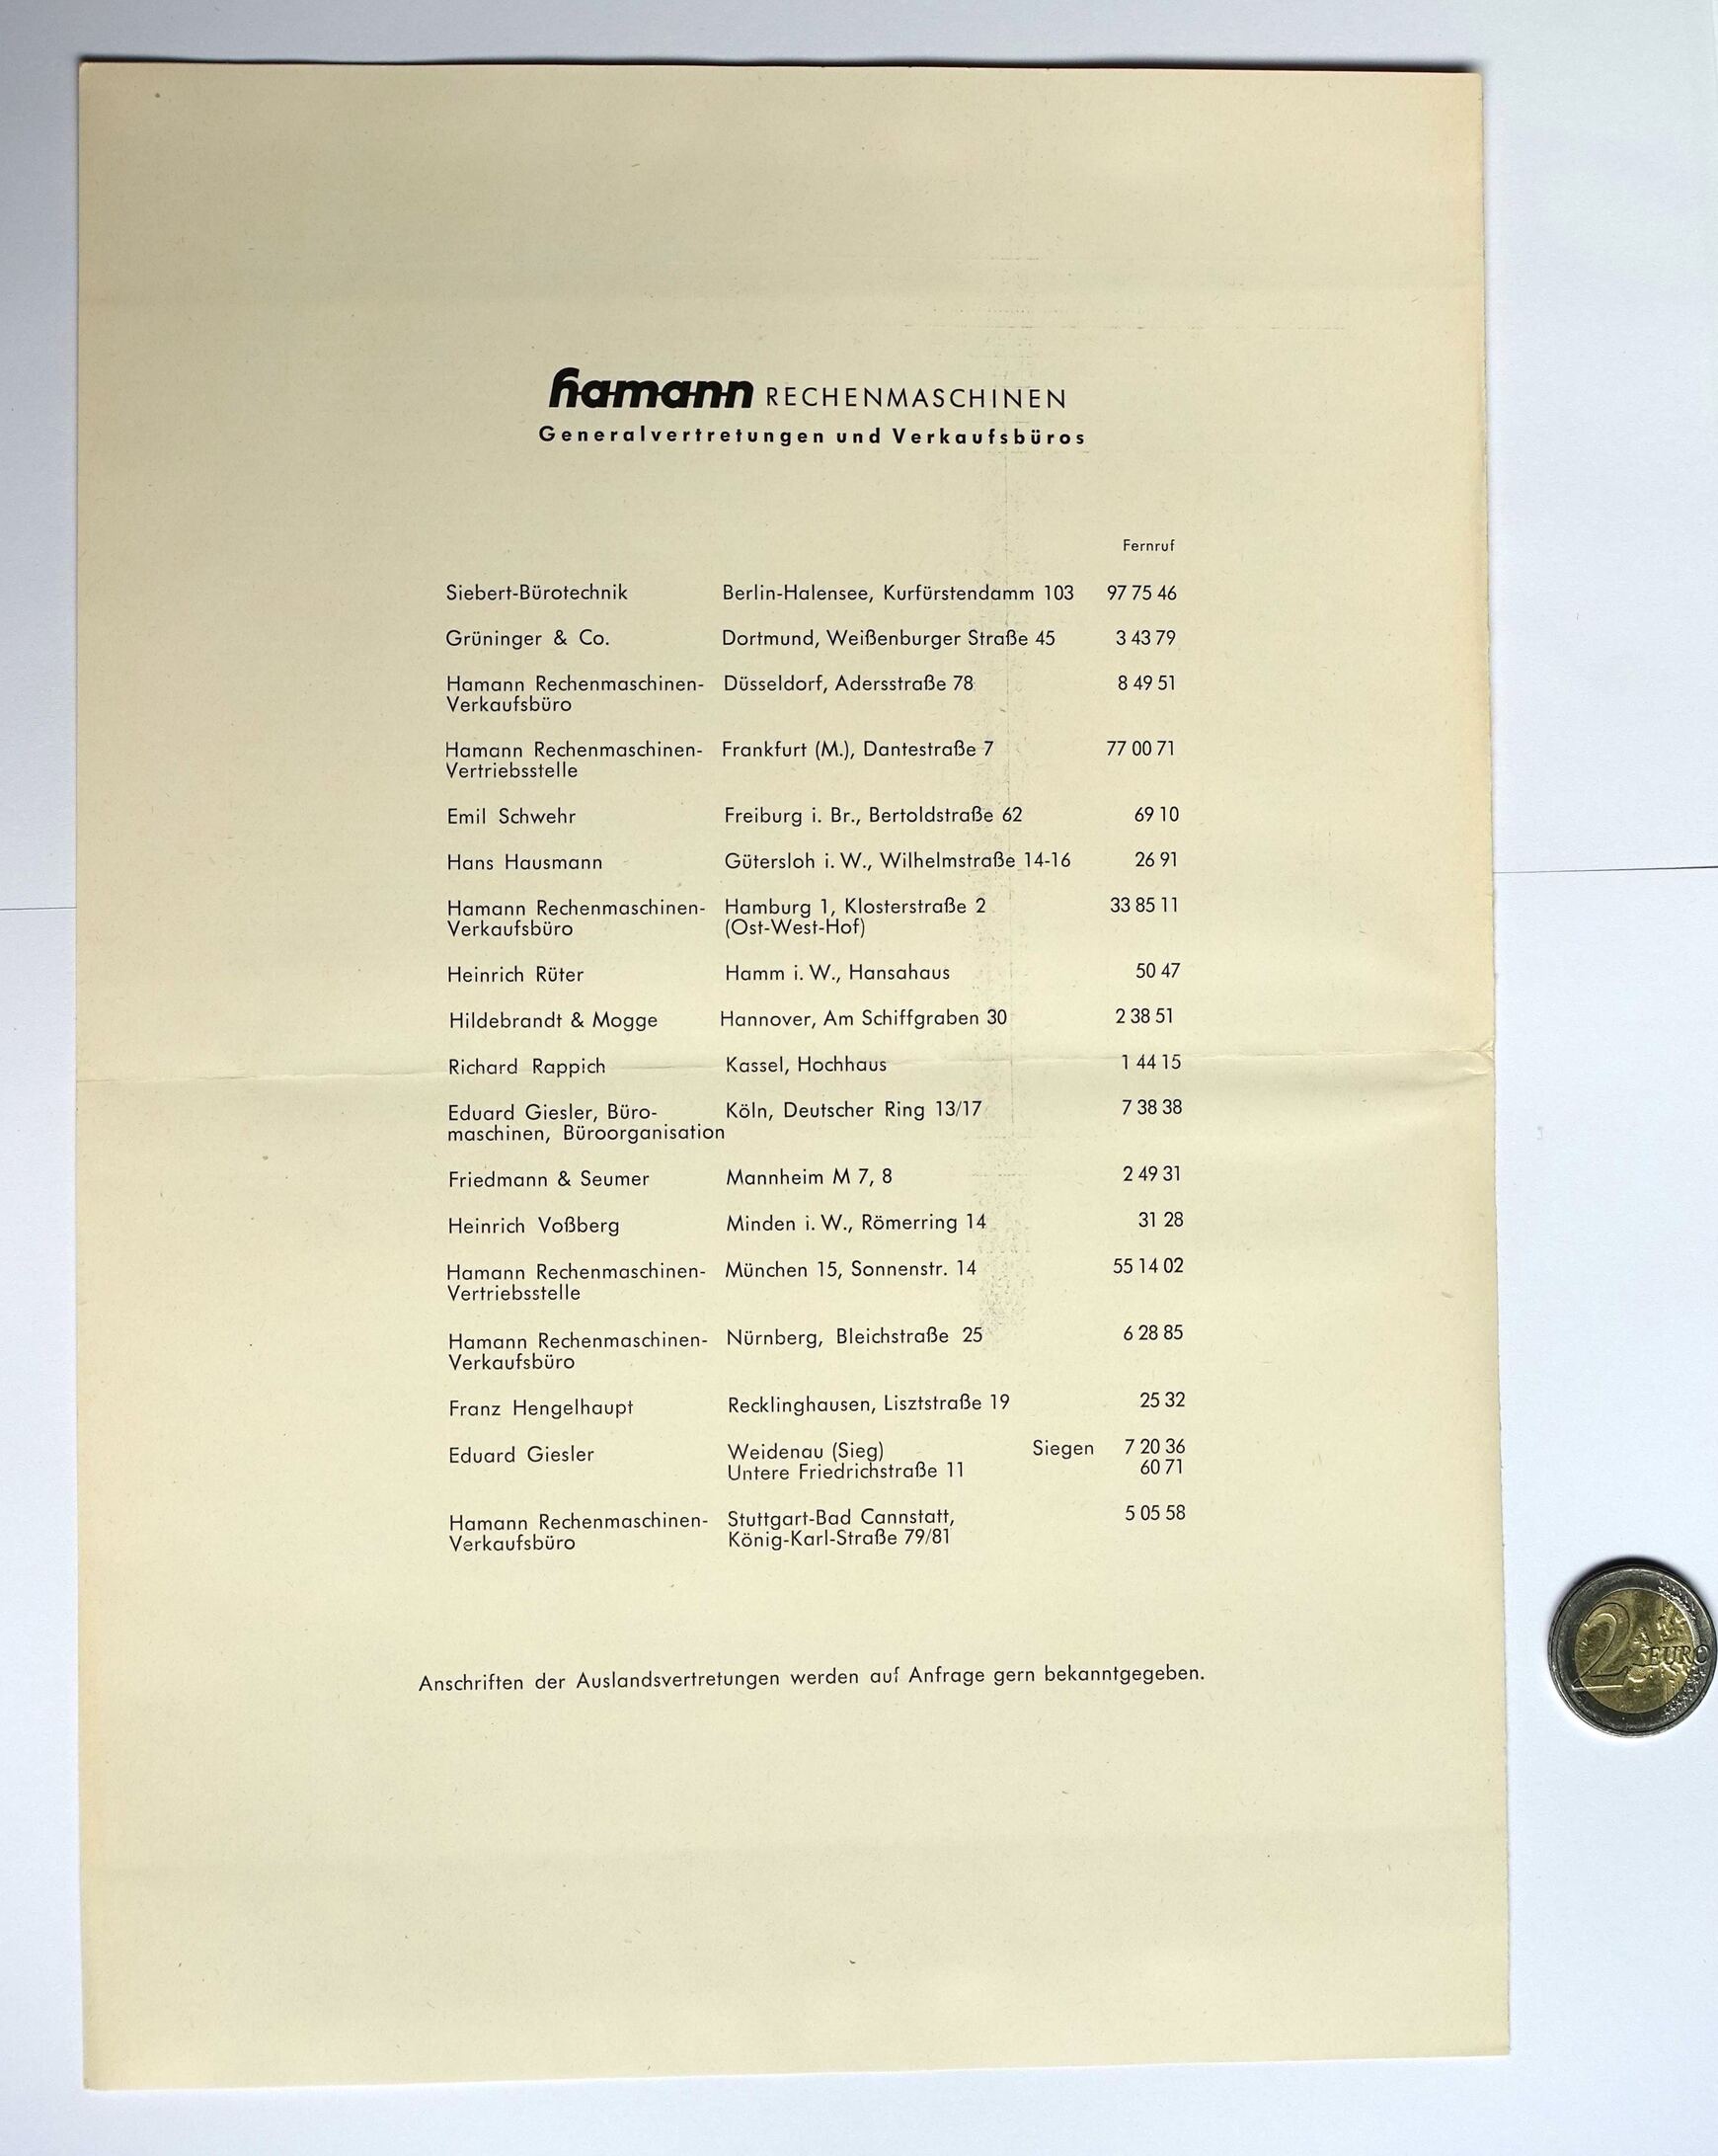 hamann RECHENMASCHINEN
Generalvertretungen und Verkaufsbüros
Fernruf
Siebert-Bürotechnik Berlin-Halensee, Kurfürstendamm 103 97 75 46
Grüninger & Co. Dortmund, Weißenburger Straße 45 3 43 79
Hamann Rechenmaschinen- Düsseldorf, Adersstraße 78 8 49 51
Verkaufsbüro
Hamann Rechenmaschinen- Frankfurt (M.), Dantestraße 7 77 00 71
Vertriebsstelle
Emil Schwehr Freiburg i. Br., Bertoldstraße 62 69 10
Hans Hausmann Gütersloh i. W., Wilhelmstraße 14-16 26 91
Hamann Rechenmaschinen- Hamburg 1, Klosterstraße 2 33 85 11
Verkaufsbüro (Ost-West-Hof)
Heinrich Rüter Hamm i. W., Hansahaus 50 47
Hildebrandt & Mogge Hannover, Am Schiffgraben 30 2 38 51
Richard Rappich Kassel, Hochhaus 1 44 15
Eduard Giesler, Büro- Köln, Deutscher Ring 13/17 7 38 38
maschinen, Büroorganisation
Friedmann & Seumer Mannheim M 7, 8 2 49 31
Heinrich Voßberg Minden i. W., Römerring 14 31 28
Hamann Rechenmaschinen- München 15, Sonnenstr. 14 55 14 02
Vertriebsstelle
Hamann Rechenmaschinen- Nürnberg, Bleichstraße 25 6 28 85
Verkaufsbüro
Franz Hengelhaupt Recklinghausen, Lisztstraße 19 25 32
Eduard Giesler Weidenau (Sieg) Siegen 7 20 36
Untere Friedrichstraße 11 60 71
Hamann Rechenmaschinen- Stuttgart-Bad Cannstatt, 5 05 58
Verkaufsbüro König-Karl-Straße 79/81
Anschriften der Auslandsvertretungen werden auf Anfrage gern bekanntgegeben.
2 EURO